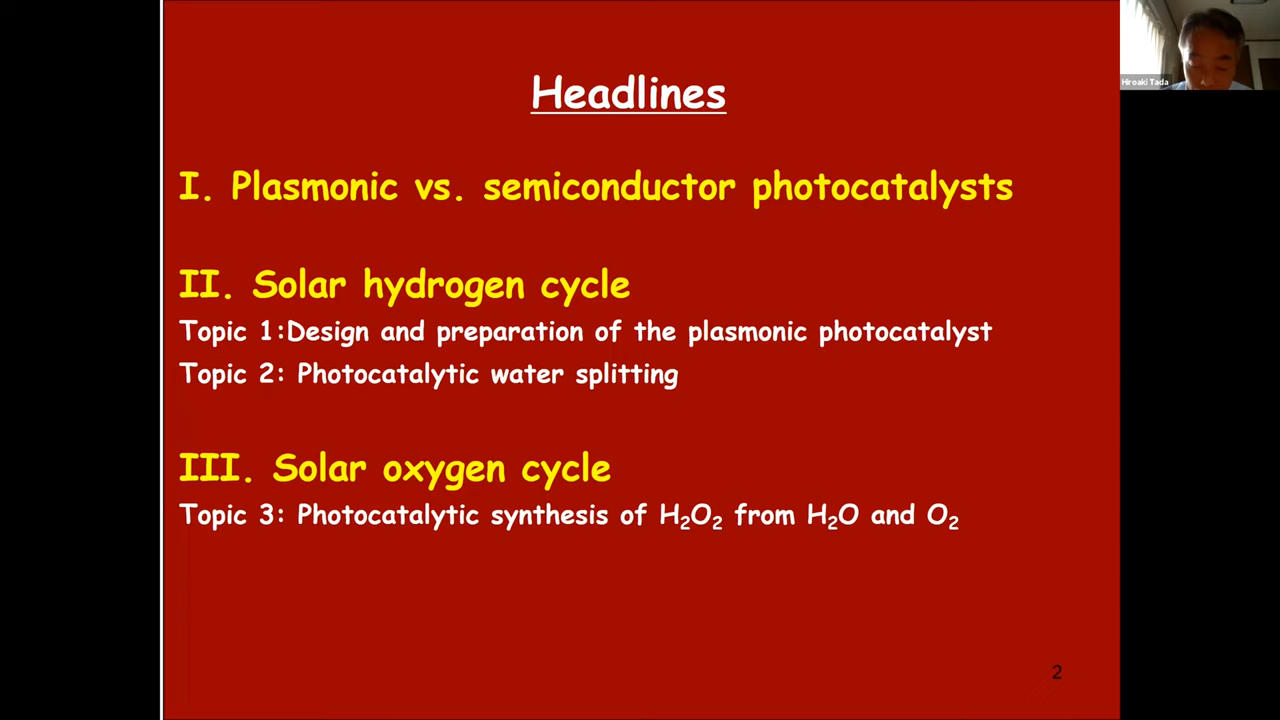 Headlines
I. Plasmonic vs. semiconductor photocatalysts
II. Solar hydrogen cycle
Topic 1:Design and preparation of the plasmonic photocatalyst
Topic 2: Photocatalytic water splitting
III. Solar oxygen cycle
Topic 3: Photocatalytic synthesis of H₂O₂ from H₂O and O₂
2
Hiroaki Tada